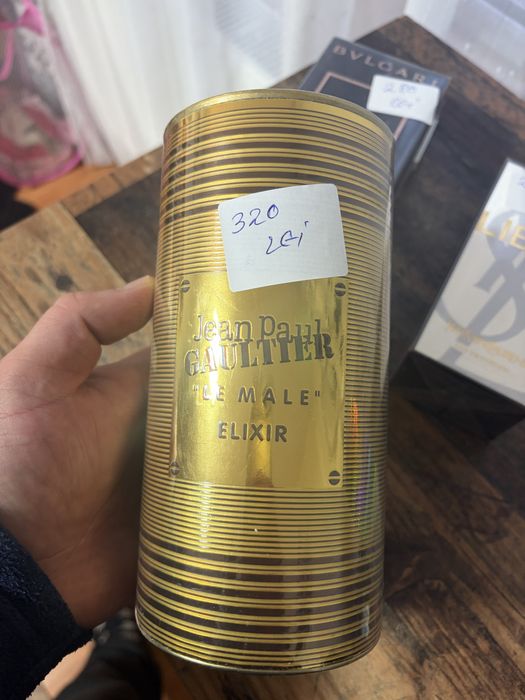 BVLGARI
280
Lei
320
Lei
Jean Paul
GAULTIER
"LE MALE"
ELIXIR